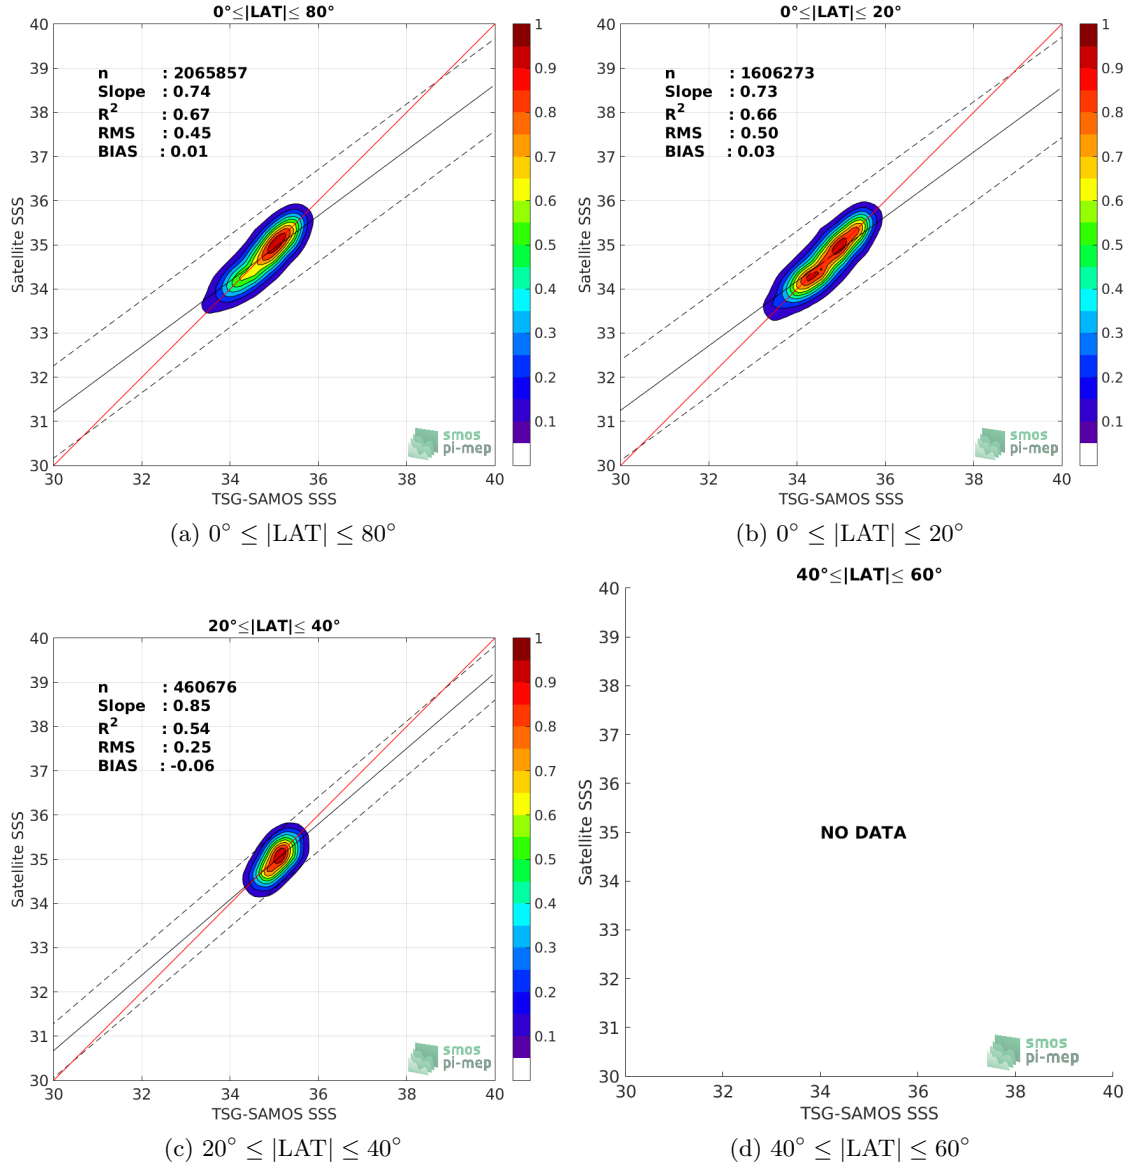 0°≤|LAT|≤ 80°
n : 2065857
Slope : 0.74
R² : 0.67
RMS : 0.45
BIAS : 0.01
40
39
38
37
36
35
34
33
32
31
30
Satellite SSS
30 32 34 36 38 40
TSG-SAMOS SSS
1
0.9
0.8
0.7
0.6
0.5
0.4
0.3
0.2
0.1
smos
pi-mep
(a) 0° ≤ |LAT| ≤ 80°
0°≤|LAT|≤ 20°
n : 1606273
Slope : 0.73
R² : 0.66
RMS : 0.50
BIAS : 0.03
40
39
38
37
36
35
34
33
32
31
30
Satellite SSS
30 32 34 36 38 40
TSG-SAMOS SSS
1
0.9
0.8
0.7
0.6
0.5
0.4
0.3
0.2
0.1
smos
pi-mep
(b) 0° ≤ |LAT| ≤ 20°
20°≤|LAT|≤ 40°
n : 460676
Slope : 0.85
R² : 0.54
RMS : 0.25
BIAS : -0.06
40
39
38
37
36
35
34
33
32
31
30
Satellite SSS
30 32 34 36 38 40
TSG-SAMOS SSS
1
0.9
0.8
0.7
0.6
0.5
0.4
0.3
0.2
0.1
smos
pi-mep
(c) 20° ≤ |LAT| ≤ 40°
40°≤|LAT|≤ 60°
40
39
38
37
36
35
34
33
32
31
30
Satellite SSS
NO DATA
30 32 34 36 38 40
TSG-SAMOS SSS
smos
pi-mep
(d) 40° ≤ |LAT| ≤ 60°